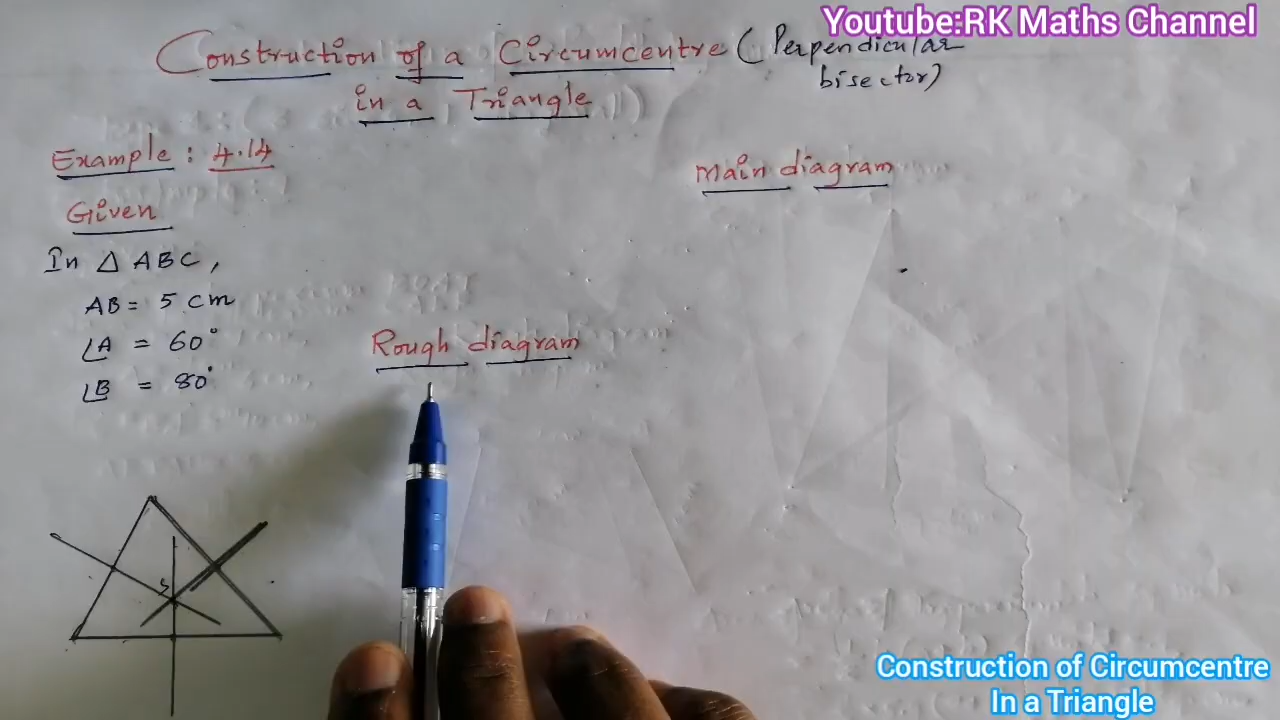 Youtube:RK Maths Channel
Construction of a Circumcentre (Perpendicular
bisector)
in a Triangle
Example : 4.14
Main diagram
Given
In △ ABC,
AB = 5 cm
∠A = 60°
∠B = 80°
Rough diagram
S
Construction of Circumcentre
In a Triangle